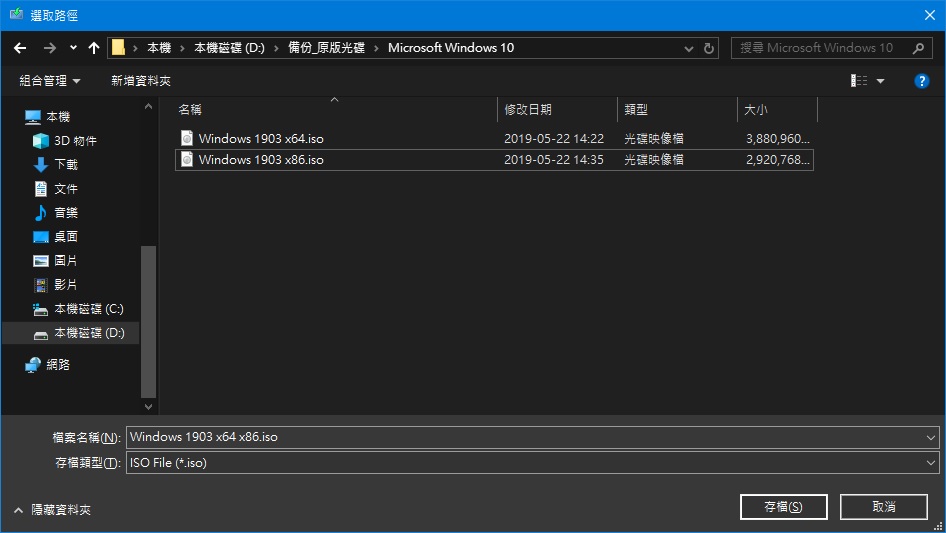 選取路徑
本機 › 本機磁碟 (D:) › 備份_原版光碟 › Microsoft Windows 10
搜尋 Microsoft Windows 10
組合管理 新增資料夾
本機
3D 物件
下載
文件
音樂
桌面
圖片
影片
本機磁碟 (C:)
本機磁碟 (D:)
網路
名稱 修改日期 類型 大小
Windows 1903 x64.iso 2019-05-22 14:22 光碟映像檔 3,880,960...
Windows 1903 x86.iso 2019-05-22 14:35 光碟映像檔 2,920,768...
檔案名稱(N): Windows 1903 x64 x86.iso
存檔類型(T): ISO File (*.iso)
隱藏資料夾
存檔(S) 取消